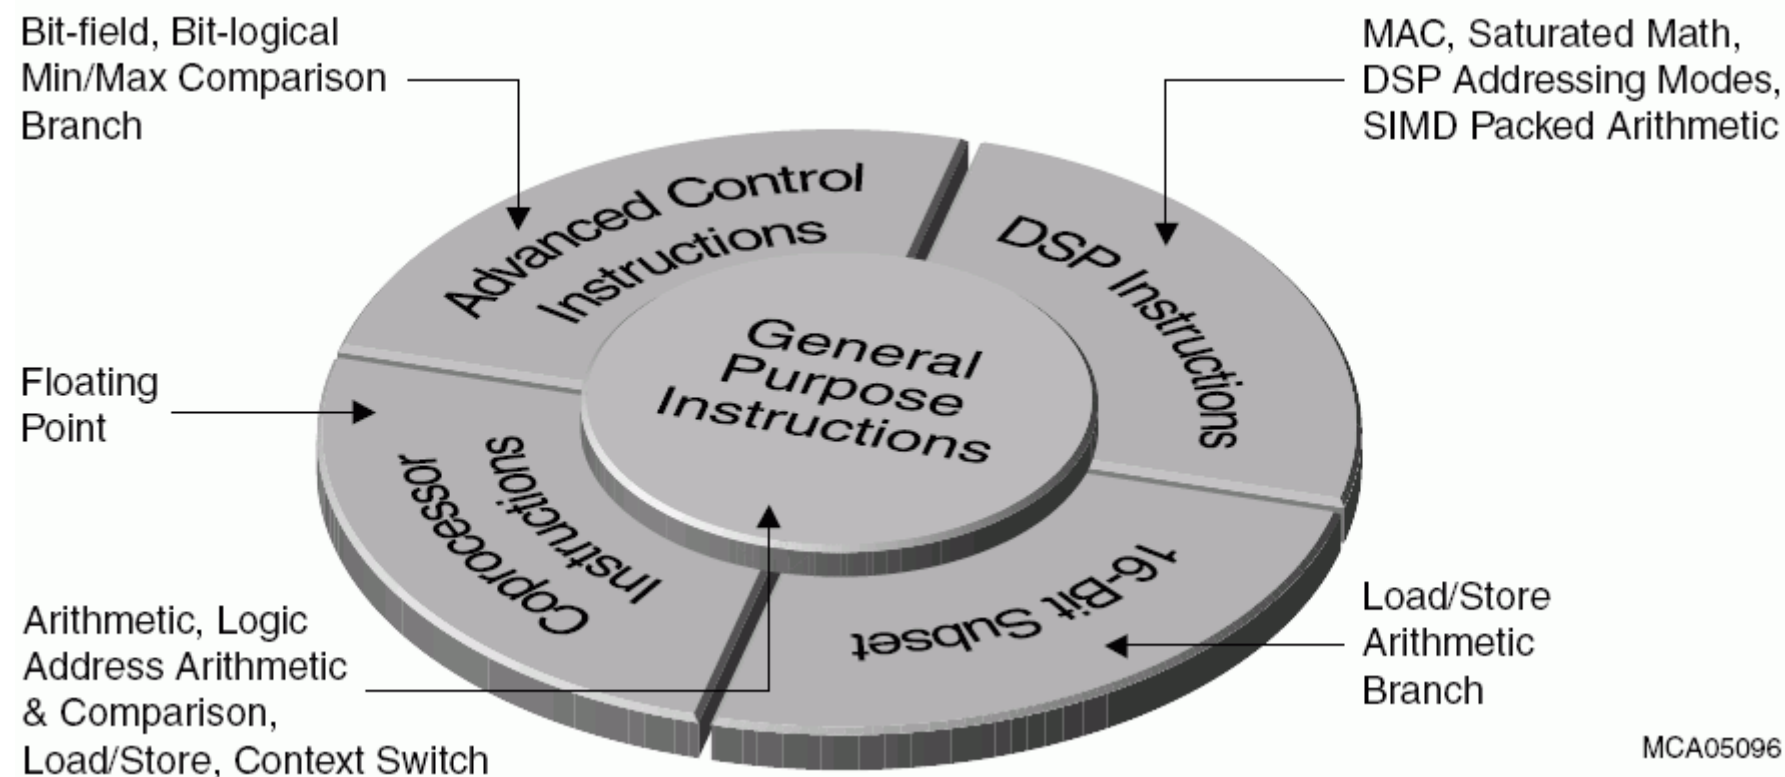 Bit-field, Bit-logical
Min/Max Comparison
Branch
MAC, Saturated Math,
DSP Addressing Modes,
SIMD Packed Arithmetic
Advanced Control
Instructions
DSP Instructions
General
Purpose
Instructions
Floating
Point
Coprocessor
Instructions
16-Bit Subset
Arithmetic, Logic
Address Arithmetic
& Comparison,
Load/Store, Context Switch
Load/Store
Arithmetic
Branch
MCA05096